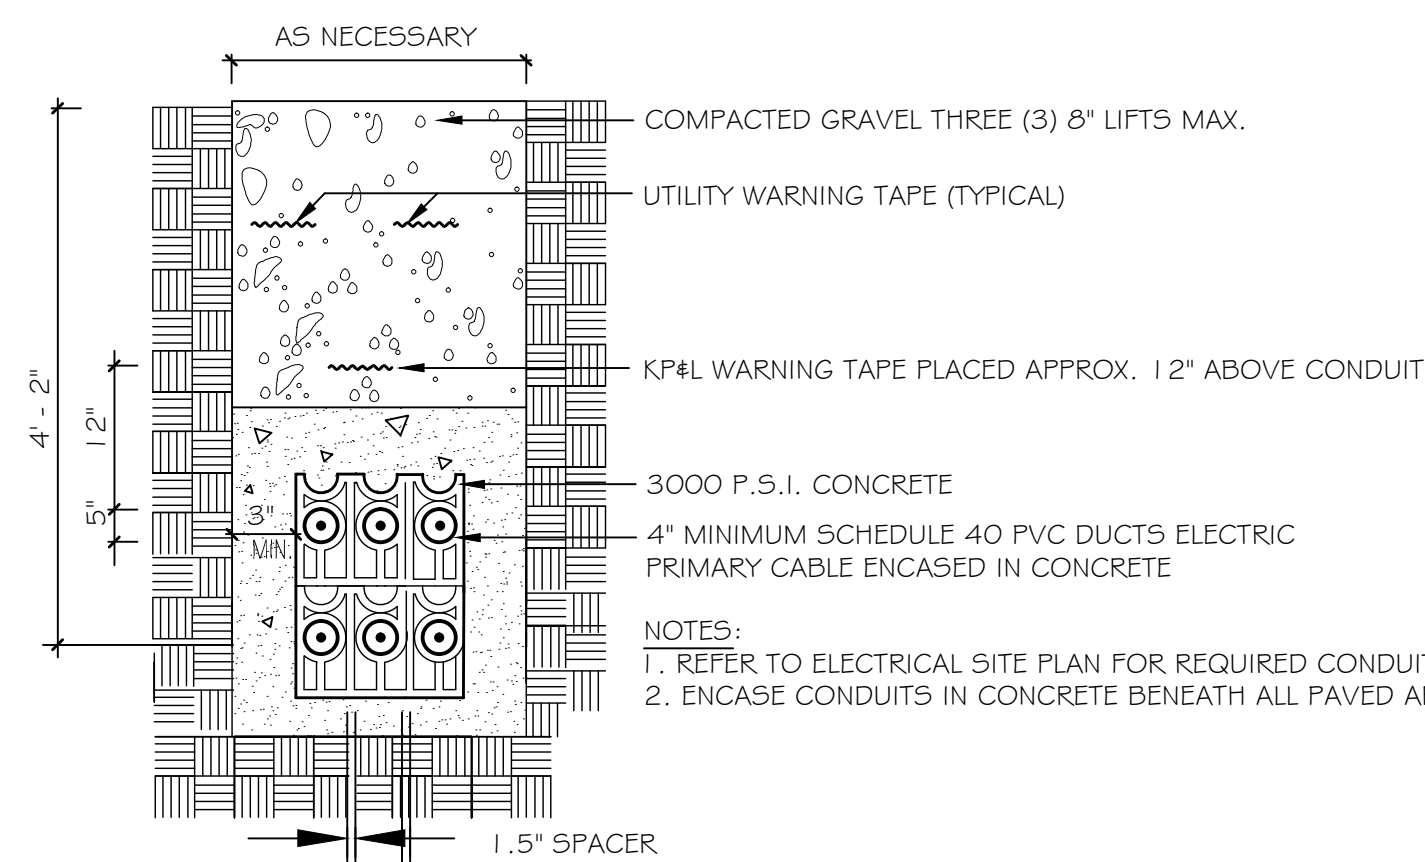 AS NECESSARY
COMPACTED GRAVEL THREE (3) 8" LIFTS MAX.
UTILITY WARNING TAPE (TYPICAL)
KP&L WARNING TAPE PLACED APPROX. 12" ABOVE CONDUIT
4' - 2"
12"
5"
3"
MIN.
3000 P.S.I. CONCRETE
4" MINIMUM SCHEDULE 40 PVC DUCTS ELECTRIC
PRIMARY CABLE ENCASED IN CONCRETE
NOTES:
1. REFER TO ELECTRICAL SITE PLAN FOR REQUIRED CONDUIT
2. ENCASE CONDUITS IN CONCRETE BENEATH ALL PAVED
1.5" SPACER